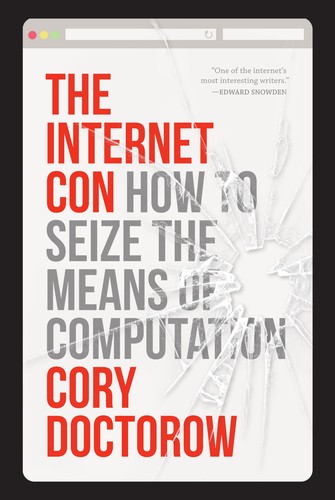 "One of the internet's
most interesting writers."
—EDWARD SNOWDEN
THE
INTERNET
CON HOW TO
SEIZE THE
MEANS OF
COMPUTATION
CORY
DOCTOROW